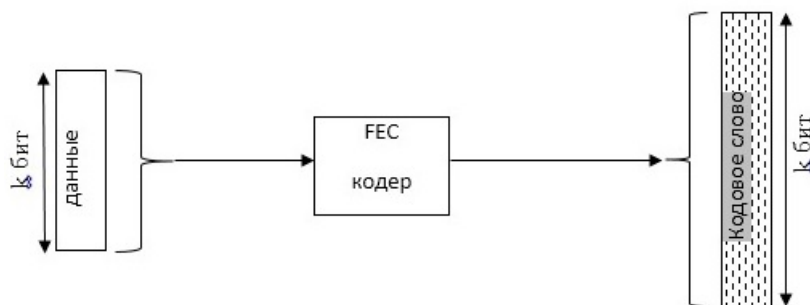 k бит
данные
FEC
кодер
Кодовое слово
k бит